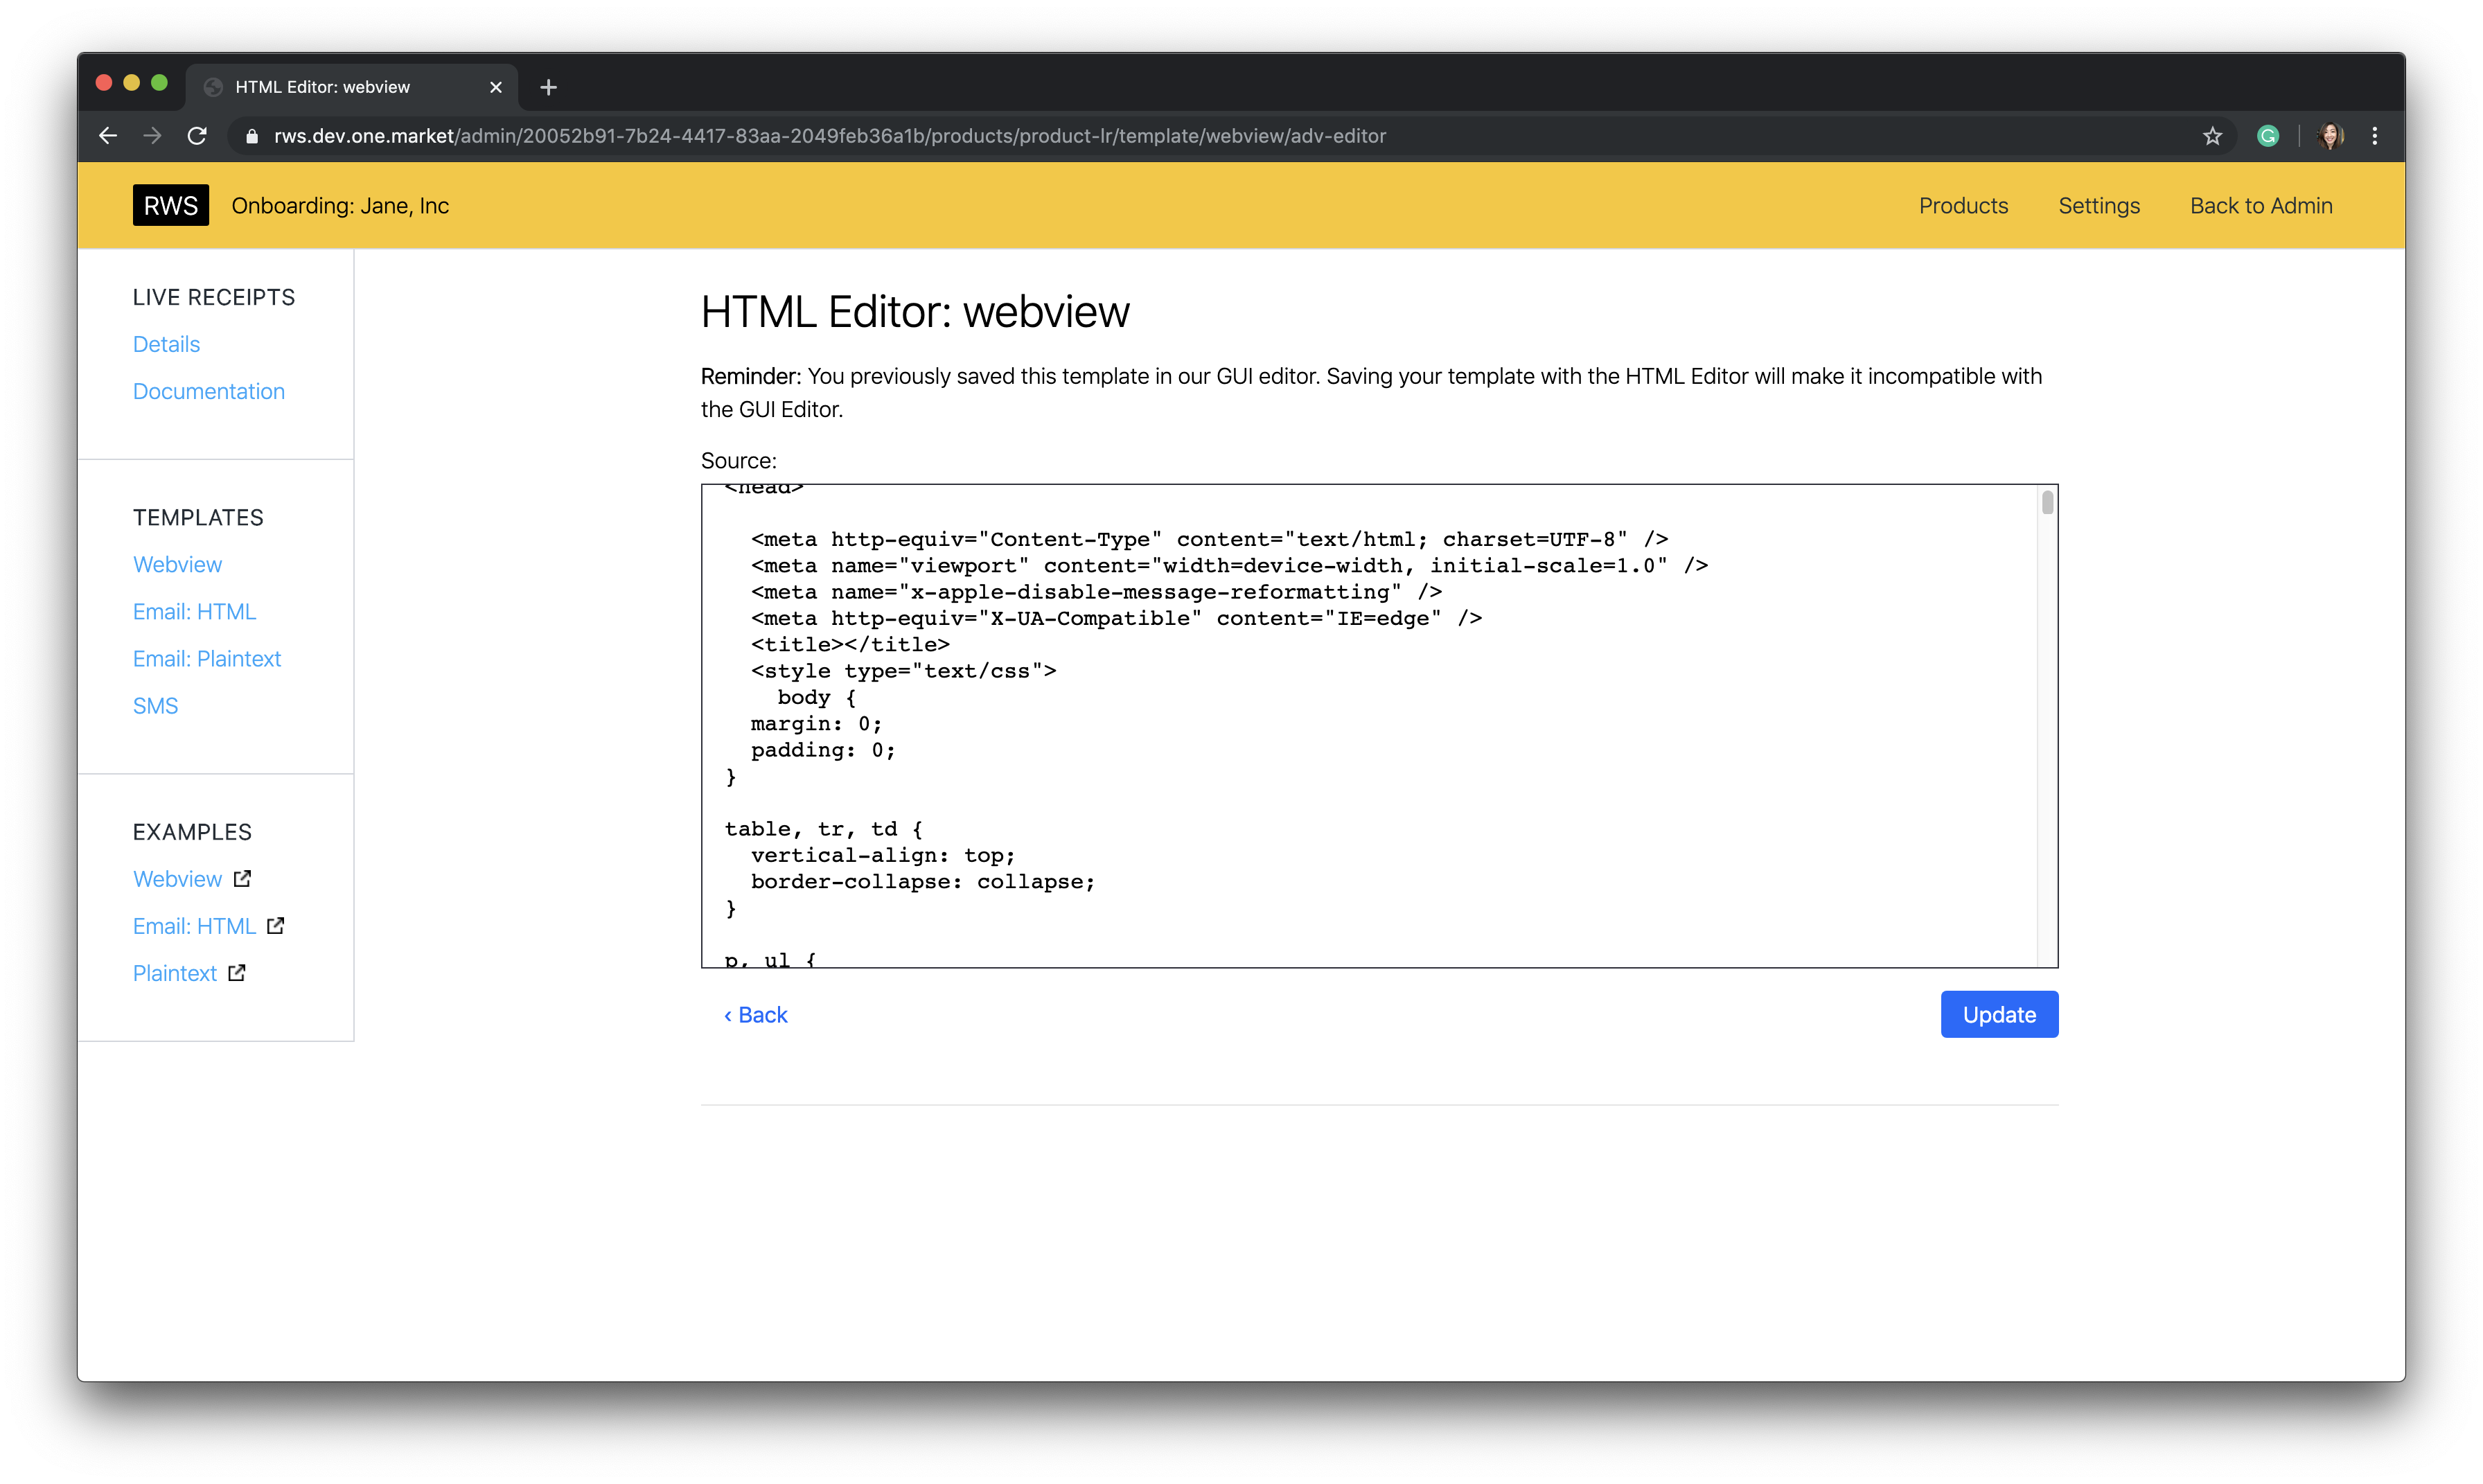 HTML Editor: webview
rws.dev.one.market/admin/20052b91-7b24-4417-83aa-2049feb36a1b/products/product-lr/template/webview/adv-editor
RWS Onboarding: Jane, Inc
Products Settings Back to Admin
LIVE RECEIPTS
Details
Documentation
TEMPLATES
Webview
Email: HTML
Email: Plaintext
SMS
EXAMPLES
Webview
Email: HTML
Plaintext
HTML Editor: webview
Reminder: You previously saved this template in our GUI editor. Saving your template with the HTML Editor will make it incompatible with
the GUI Editor.
Source:
<head>
<meta http-equiv="Content-Type" content="text/html; charset=UTF-8" />
<meta name="viewport" content="width=device-width, initial-scale=1.0" />
<meta name="x-apple-disable-message-reformatting" />
<meta http-equiv="X-UA-Compatible" content="IE=edge" />
<title></title>
<style type="text/css">
body {
margin: 0;
padding: 0;
}
table, tr, td {
vertical-align: top;
border-collapse: collapse;
}
p, ul {
‹ Back
Update